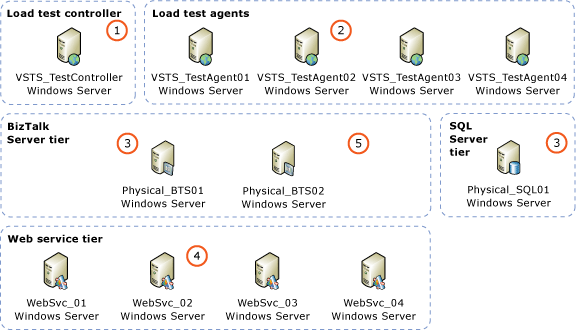 Load test controller
1
VSTS_TestController
Windows Server
Load test agents
2
VSTS_TestAgent01
Windows Server
VSTS_TestAgent02
Windows Server
VSTS_TestAgent03
Windows Server
VSTS_TestAgent04
Windows Server
BizTalk
Server tier
3
5
Physical_BTS01
Windows Server
Physical_BTS02
Windows Server
SQL
Server
tier
3
Physical_SQL01
Windows Server
Web service tier
4
WebSvc_01
Windows Server
WebSvc_02
Windows Server
WebSvc_03
Windows Server
WebSvc_04
Windows Server